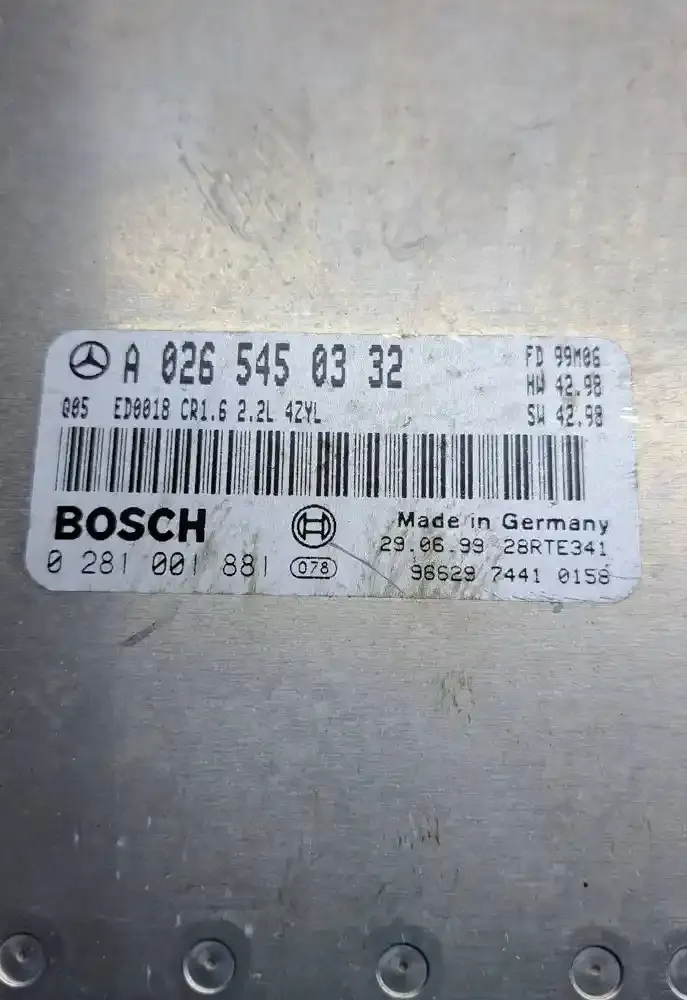 A 026 545 03 32
FD 99M06
HW 42.98
Q05 ED0018 CR1.6 2.2L 4ZYL
SW 42.98
BOSCH
Made in Germany
29.06.99 28RTE341
0 281 001 881 078
96629 7441 0158